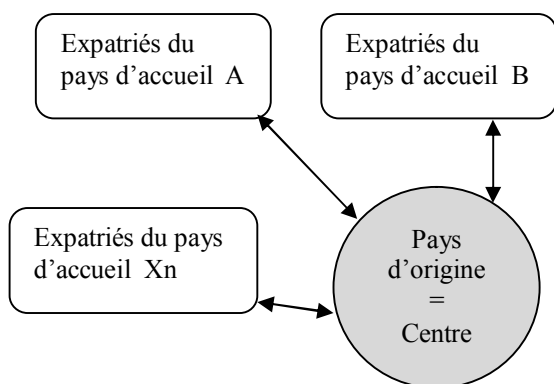 Expatriés du
pays d’accueil A
Expatriés du
pays d’accueil B
Expatriés du pays
d’accueil Xn
Pays
d’origine
=
Centre